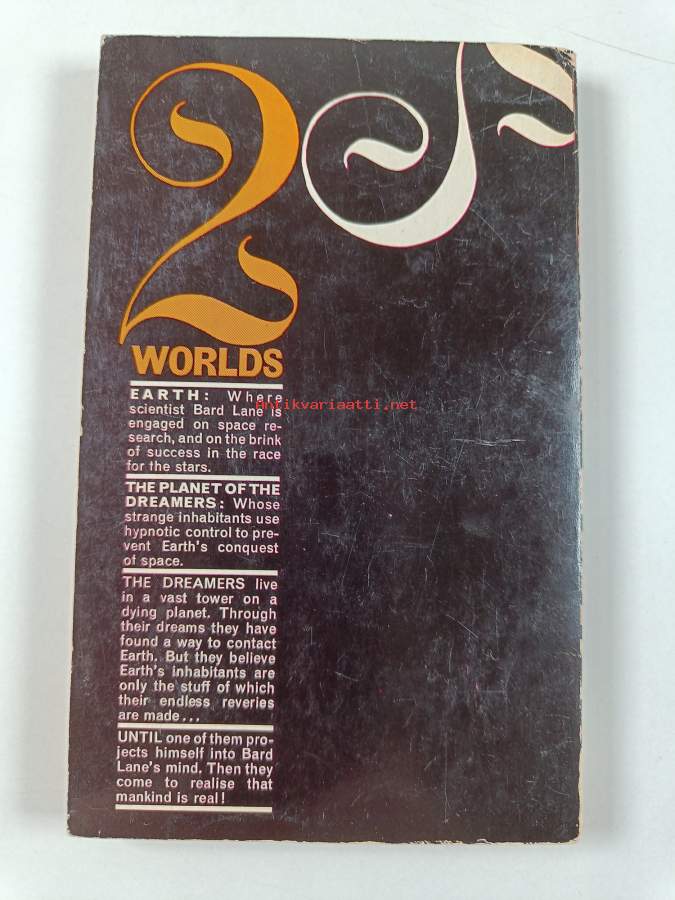 2
WORLDS
EARTH: Where
scientist Bard Lane is
engaged on space re-
search, and on the brink
of success in the race
for the stars.
THE PLANET OF THE
DREAMERS: Whose
strange inhabitants use
hypnotic control to pre-
vent Earth's conquest
of space.
THE DREAMERS live
in a vast tower on a
dying planet. Through
their dreams they have
found a way to contact
Earth. But they believe
Earth's inhabitants are
only the stuff of which
their endless reveries
are made...
UNTIL one of them pro-
jects himself into Bard
Lane's mind. Then they
come to realise that
mankind is real!
Antikvariaatti.net